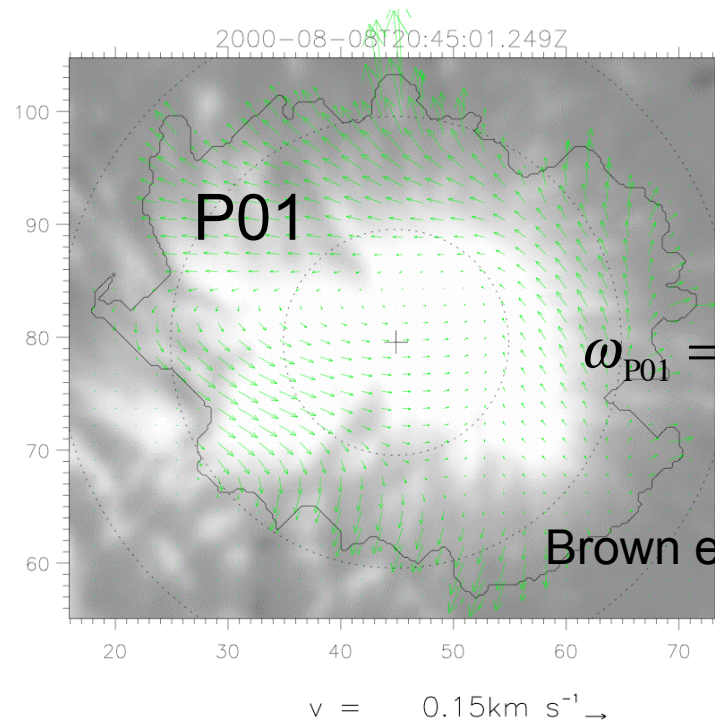 2000-08-08T20:45:01.249Z
100
P01
90
80
ω_P01 =
70
60
Brown e
20 30 40 50 60 70
v = 0.15km s⁻¹ →